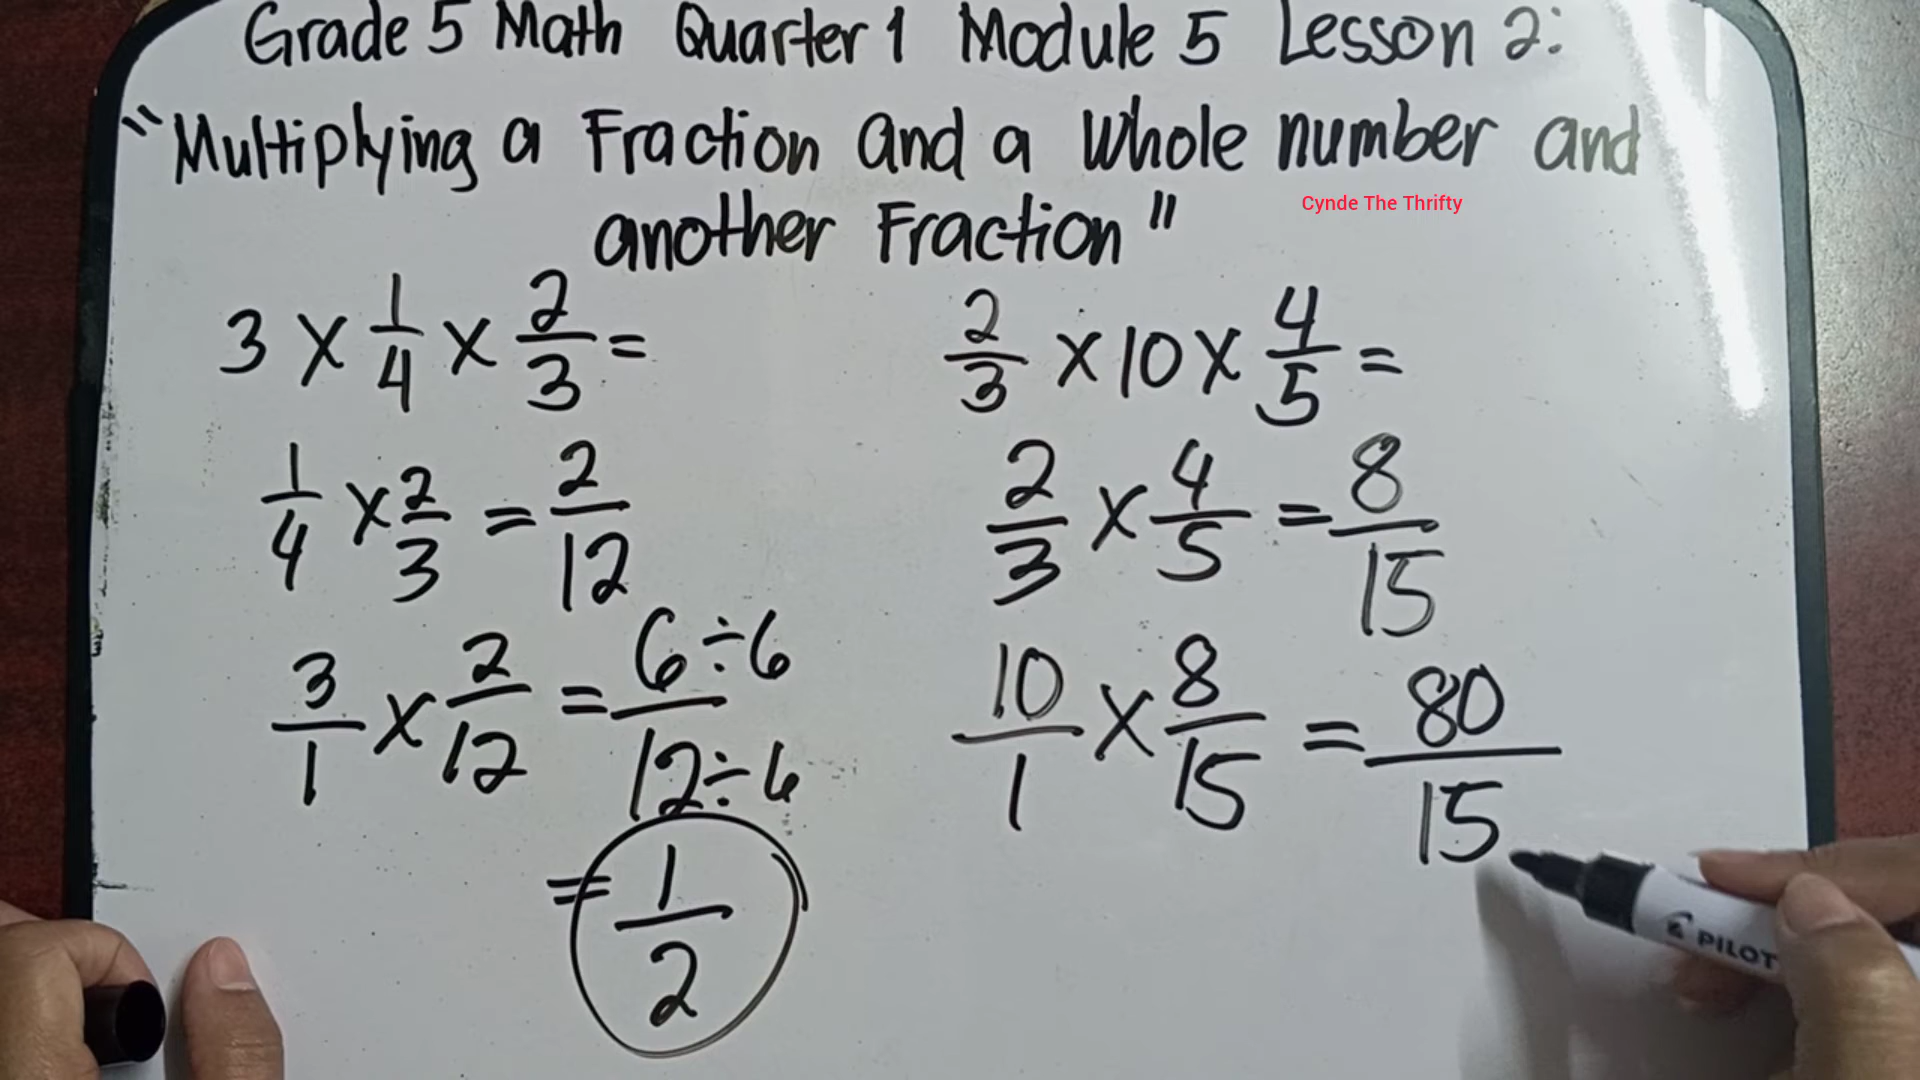 Grade 5 Math Quarter 1 Module 5 Lesson 2:
"Multiplying a Fraction and a Whole number and
another Fraction"
Cynde The Thrifty
3 x 1/4 x 2/3 =
1/4 x 2/3 = 2/12
3/1 x 2/12 = 6÷6/12÷6
= 1/2
2/3 x 10 x 4/5 =
2/3 x 4/5 = 8/15
10/1 x 8/15 = 80/15
PILOT